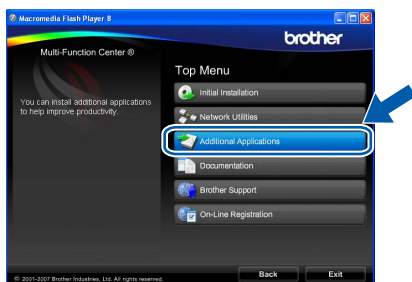 Macromedia Flash Player 8
brother
Multi-Function Center ®
Top Menu
You can install additional applications
to help improve productivity.
Initial Installation
Network Utilities
Additional Applications
Documentation
Brother Support
On-Line Registration
© 2001-2007 Brother Industries, Ltd. All rights reserved.
Back
Exit